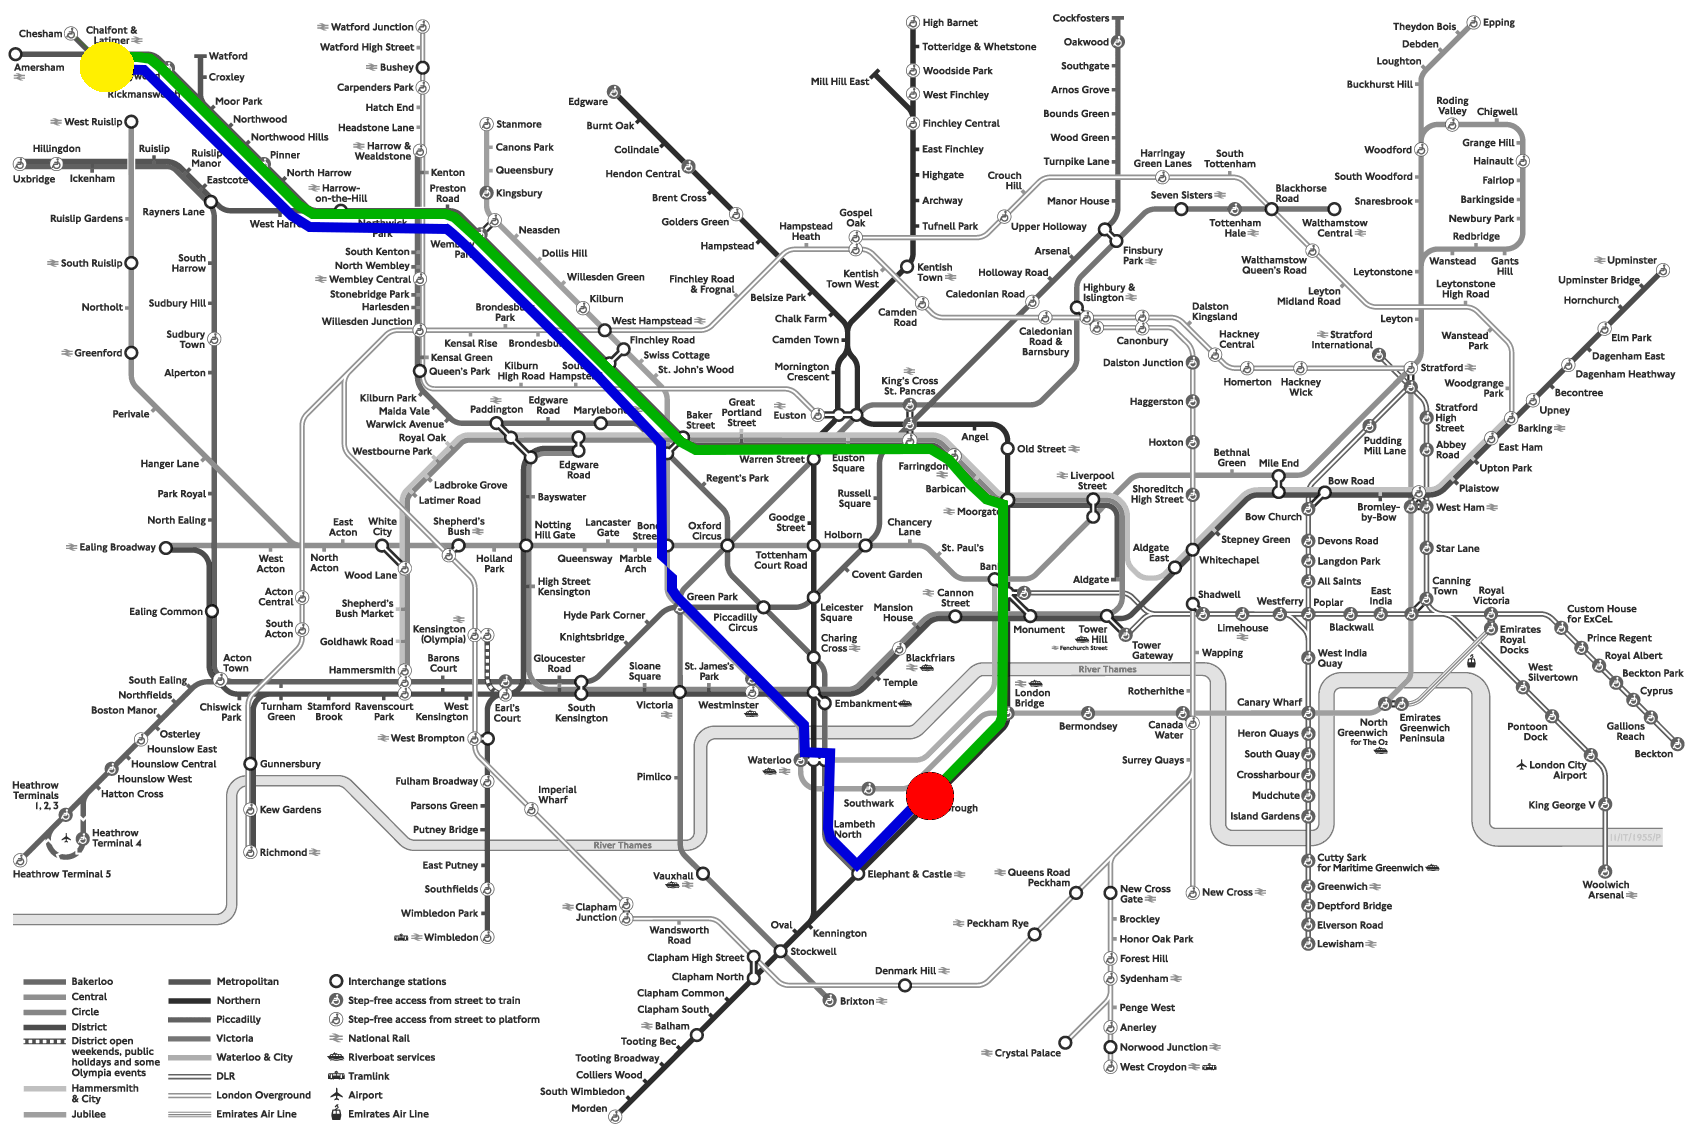 Chesham
Chalfont &
Latimer
Amersham
Rickmansw
Watford
Croxley
Moor Park
Northwood
Northwood Hills
Pinner
North Harrow
Harrow-
on-the-Hill
West Har
Northwick
Park
Preston
Road
Wemb
Pa
West Ruislip
Hillingdon
Uxbridge
Ickenham
Ruislip
Ruislip
Manor
Eastcote
Rayners Lane
Ruislip Gardens
South Ruislip
Northolt
Greenford
Perivale
Hanger Lane
South
Harrow
Sudbury Hill
Sudbury
Town
Alperton
Park Royal
North Ealing
Ealing Broadway
Ealing Common
West
Acton
North
Acton
East
Acton
White
City
Wood Lane
Shepherd's
Bush
Holland
Park
Notting
Hill Gate
Queensway
Lancaster
Gate
Marble
Arch
Bond
Street
Oxford
Circus
Watford Junction
Watford High Street
Bushey
Carpenders Park
Hatch End
Headstone Lane
Harrow &
Wealdstone
Kenton
South Kenton
North Wembley
Wembley Central
Stonebridge Park
Harlesden
Willesden Junction
Kensal Rise
Brondesb
Park
Brondesbu
Kensal Green
Queen's Park
Kilburn
High Road
Sou
Hampste
Kilburn Park
Maida Vale
Warwick Avenue
Royal Oak
Westbourne Park
Ladbroke Grove
Latimer Road
Paddington
Edgware
Road
Marylebon
Edgware
Road
Bayswater
High Street
Kensington
Stanmore
Canons Park
Queensbury
Kingsbury
Neasden
Dollis Hill
Willesden Green
Kilburn
West Hampstead
Finchley Road
Swiss Cottage
St. John's Wood
Baker
Street
Great
Portland
Street
Regent's Park
Warren Street
Euston
Square
Edgware
Burnt Oak
Colindale
Hendon Central
Brent Cross
Golders Green
Hampstead
Belsize Park
Chalk Farm
Camden Town
Mornington
Crescent
Euston
High Barnet
Totteridge & Whetstone
Woodside Park
Mill Hill East
West Finchley
Finchley Central
East Finchley
Highgate
Archway
Tufnell Park
Kentish
Town
Hampstead
Heath
Gospel
Oak
Finchley Road
& Frognal
Kentish
Town West
Camden
Road
Caledonian
Road &
Barnsbury
Crouch
Hill
Upper Holloway
Harringay
Green Lanes
South
Tottenham
Cockfosters
Oakwood
Southgate
Arnos Grove
Bounds Green
Wood Green
Turnpike Lane
Manor House
Finsbury
Park
Arsenal
Holloway Road
Caledonian Road
Highbury &
Islington
Canonbury
Dalston
Kingsland
Hackney
Central
Homerton
Hackney
Wick
Seven Sisters
Tottenham
Hale
Blackhorse
Road
Walthamstow
Central
Walthamstow
Queen's Road
Leyton
Midland Road
Leytonstone
High Road
Wanstead
Park
Woodgrange
Park
Epping
Theydon Bois
Debden
Loughton
Buckhurst Hill
Roding
Valley
Chigwell
Grange Hill
Hainault
Fairlop
Barkingside
Newbury Park
Gants
Hill
Redbridge
Wanstead
Woodford
South Woodford
Snaresbrook
Leytonstone
Leyton
Stratford
Stratford
International
Stratford
High
Street
Abbey
Road
Pudding
Mill Lane
Upminster
Upminster Bridge
Hornchurch
Elm Park
Dagenham East
Dagenham Heathway
Becontree
Upney
Barking
East Ham
Upton Park
Plaistow
West Ham
Bromley-
by-Bow
Bow Road
Bow Church
Mile End
Bethnal
Green
Stepney Green
Whitechapel
Aldgate
East
Aldgate
Liverpool
Street
Dalston Junction
Haggerston
Hoxton
Shoreditch
High Street
King's Cross
St. Pancras
Angel
Old Street
Farringdon
Barbican
Moorgate
Russell
Square
Goodge
Street
Tottenham
Court Road
Holborn
Chancery
Lane
St. Paul's
Ban
Covent Garden
Leicester
Square
Piccadilly
Circus
Green Park
Hyde Park Corner
Knightsbridge
Charing
Cross
Cannon
Street
Mansion
House
Blackfriars
Temple
Embankment
Monument
Tower
Hill
Fenchurch Street
Tower
Gateway
Shadwell
Wapping
Rotherhithe
Canada
Water
Surrey Quays
Limehouse
Westferry
Poplar
Blackwall
East
India
Canning
Town
Star Lane
Devons Road
Langdon Park
All Saints
West India
Quay
Canary Wharf
Heron Quays
South Quay
Crossharbour
Mudchute
Island Gardens
Cutty Sark
for Maritime Greenwich
Greenwich
Deptford Bridge
Elverson Road
Lewisham
Royal
Victoria
Custom House
for ExCeL
Prince Regent
Royal Albert
Beckton Park
Cyprus
Gallions
Reach
Beckton
Emirates
Royal
Docks
Emirates
Greenwich
Peninsula
North
Greenwich
for The O2
West
Silvertown
Pontoon
Dock
London City
Airport
King George V
Woolwich
Arsenal
Acton
Central
South
Acton
Shepherd's
Bush Market
Goldhawk Road
Hammersmith
Kensington
(Olympia)
Barons
Court
Gloucester
Road
Earl's
Court
South
Kensington
Sloane
Square
Victoria
St. James's
Park
Westminster
West
Kensington
Ravenscourt
Park
Stamford
Brook
Turnham
Green
Chiswick
Park
Acton
Town
South Ealing
Northfields
Boston Manor
Osterley
Hounslow East
Hounslow Central
Hounslow West
Hatton Cross
Heathrow
Terminals
1, 2, 3
Heathrow
Terminal 4
Heathrow Terminal 5
Gunnersbury
Kew Gardens
Richmond
West Brompton
Fulham Broadway
Parsons Green
Putney Bridge
East Putney
Southfields
Wimbledon Park
Wimbledon
Imperial
Wharf
Clapham
Junction
Wandsworth
Road
River Thames
River Thames
Pimlico
Vauxhall
Waterloo
Southwark
London
Bridge
Bermondsey
rough
Lambeth
North
Elephant & Castle
Kennington
Oval
Stockwell
Brixton
Clapham High Street
Clapham North
Clapham Common
Clapham South
Balham
Tooting Bec
Tooting Broadway
Colliers Wood
South Wimbledon
Morden
Denmark Hill
Peckham Rye
Queens Road
Peckham
New Cross
Gate
New Cross
Brockley
Honor Oak Park
Forest Hill
Sydenham
Penge West
Anerley
Norwood Junction
West Croydon
Crystal Palace
Bakerloo
Central
Circle
District
District open
weekends, public
holidays and some
Olympia events
Hammersmith
& City
Jubilee
Metropolitan
Northern
Piccadilly
Victoria
Waterloo & City
DLR
London Overground
Emirates Air Line
Interchange stations
Step-free access from street to train
Step-free access from street to platform
National Rail
Riverboat services
Tramlink
Airport
Emirates Air Line